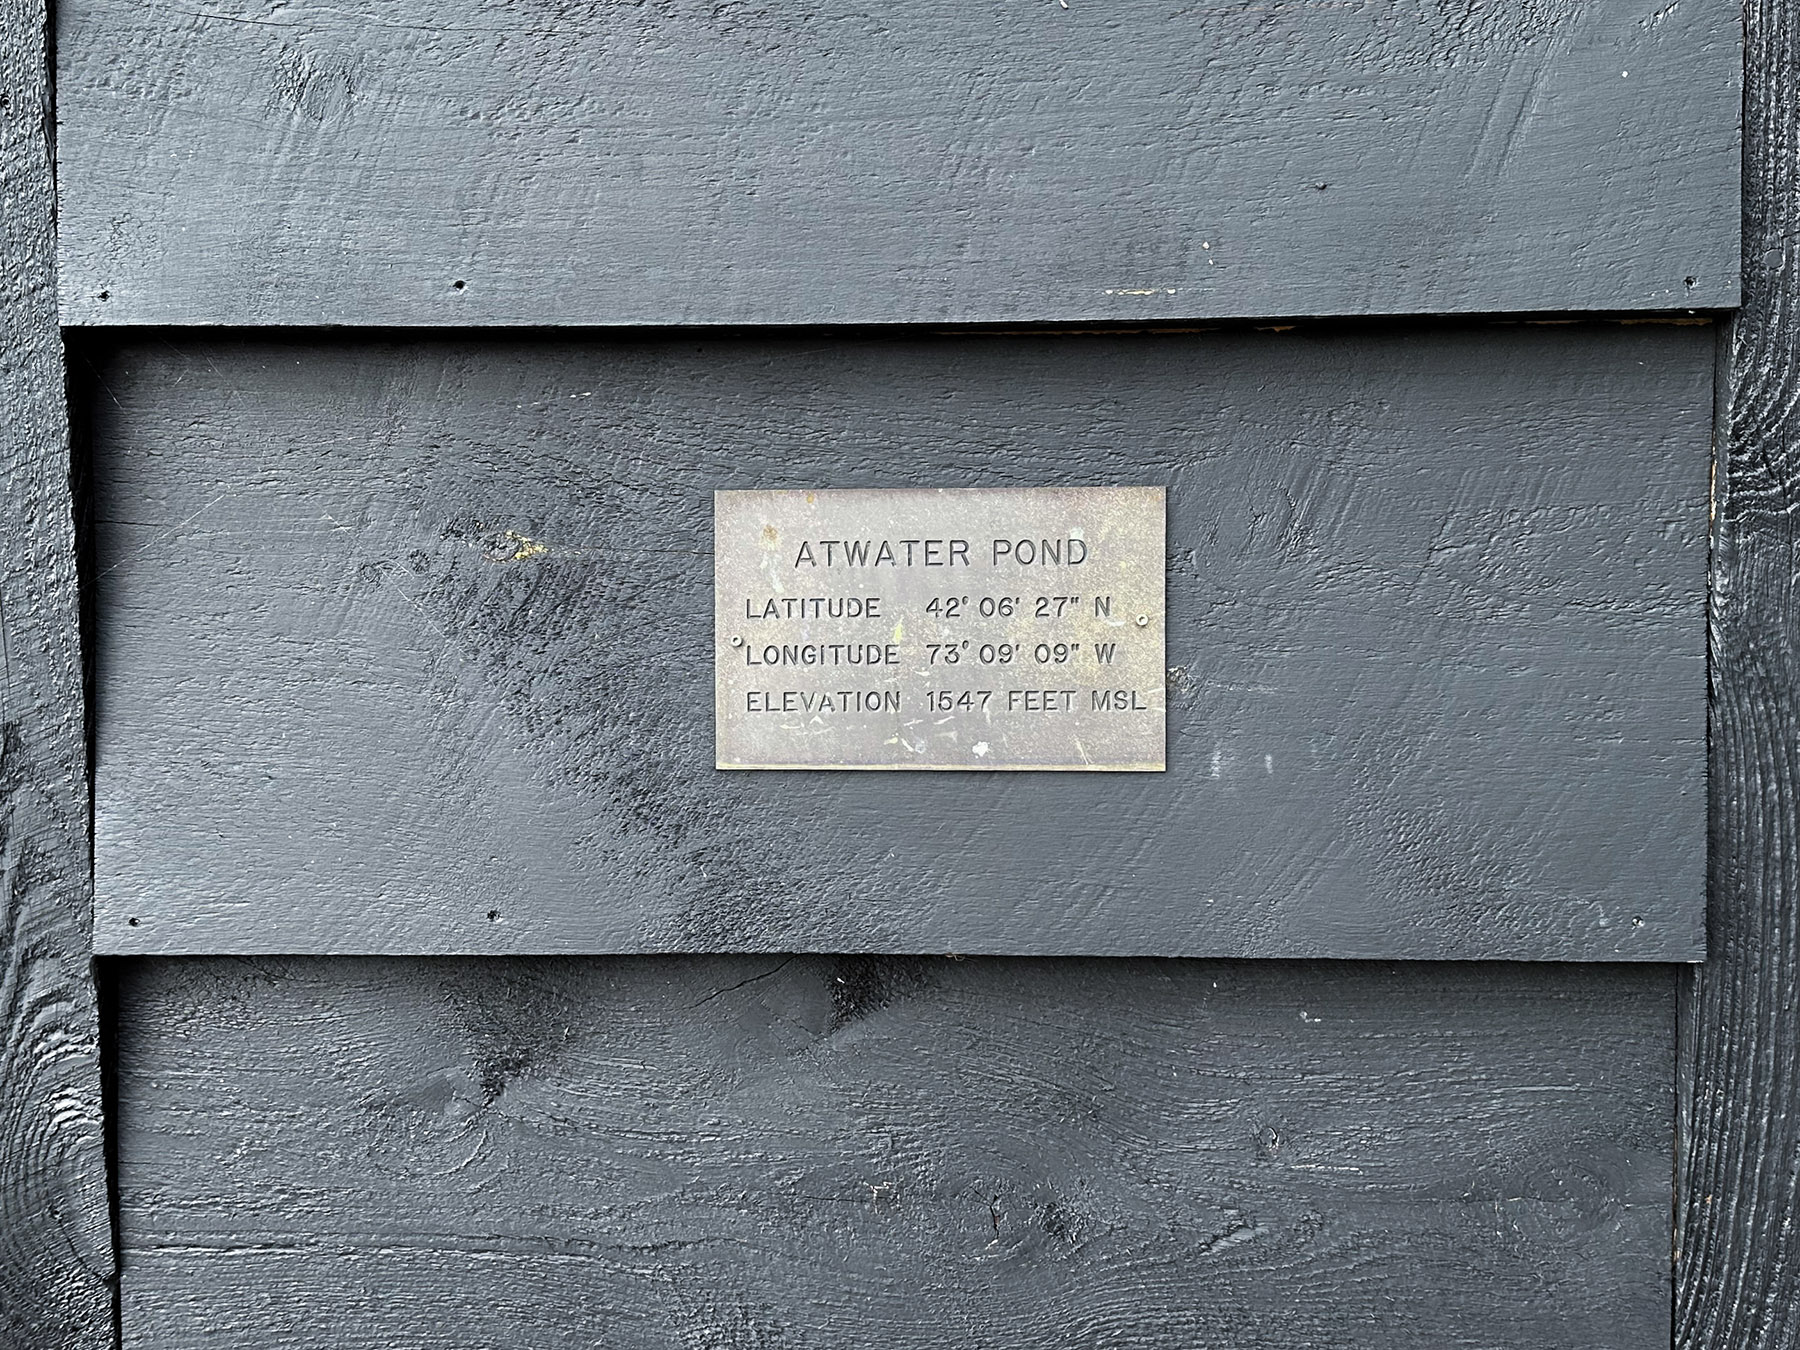 ATWATER POND
LATITUDE 42° 06' 27" N
LONGITUDE 73° 09' 09" W
ELEVATION 1547 FEET MSL